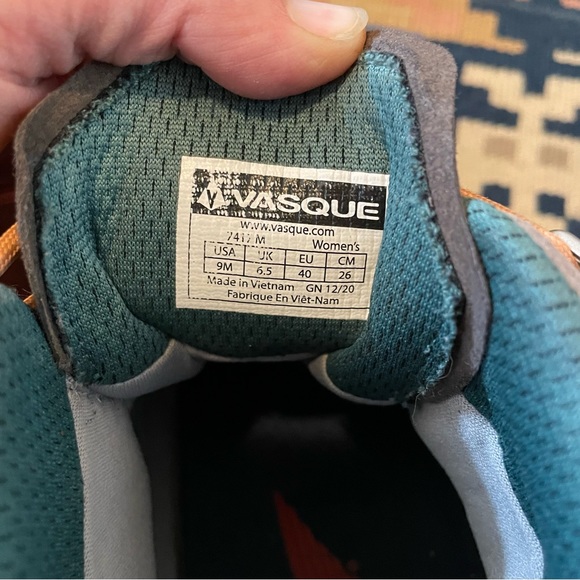 VASQUE
www.vasque.com
7417 M Women's
USA UK EU CM
9M 6.5 40 26
Made in Vietnam GN 12/20
Fabrique En Viêt-Nam